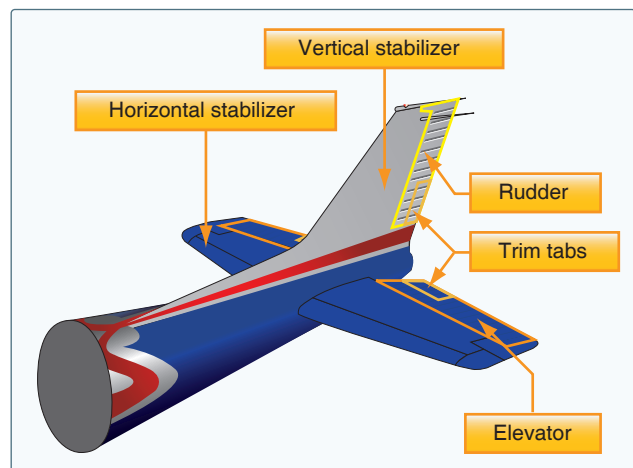 Vertical stabilizer
Horizontal stabilizer
Rudder
Trim tabs
Elevator